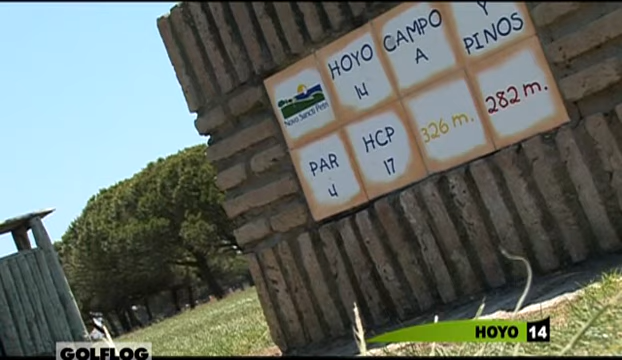 HOYO 14
CAMPO A
Y PINOS
Novo Sancti Petri
PAR 4
HCP 17
326 m.
282 m.
HOYO 14
GOLFLOG